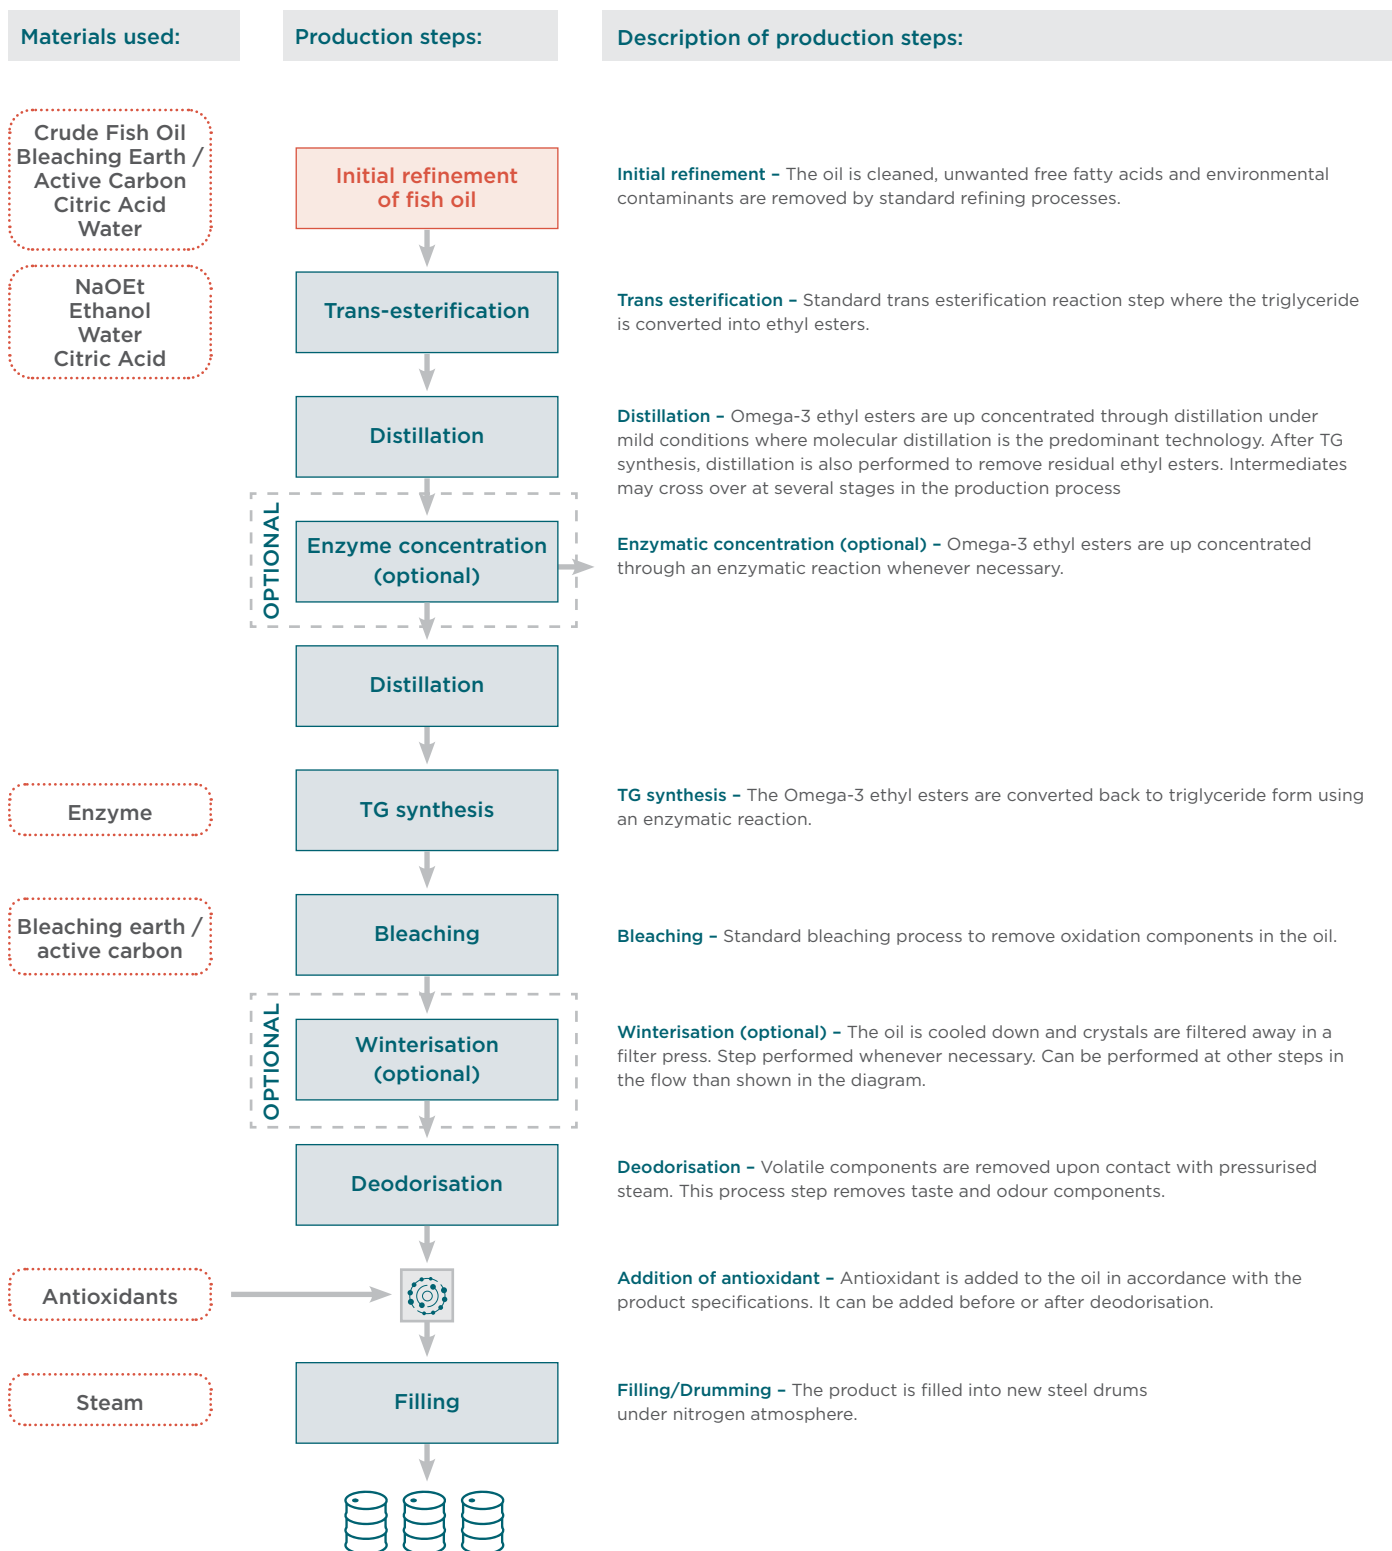 Materials used:
Production steps:
Description of production steps:
Crude Fish Oil
Bleaching Earth /
Active Carbon
Citric Acid
Water
Initial refinement
of fish oil
Initial refinement – The oil is cleaned, unwanted free fatty acids and environmental
contaminants are removed by standard refining processes.
NaOEt
Ethanol
Water
Citric Acid
Trans-esterification
Trans esterification – Standard trans esterification reaction step where the triglyceride
is converted into ethyl esters.
Distillation
Distillation – Omega-3 ethyl esters are up concentrated through distillation under
mild conditions where molecular distillation is the predominant technology. After TG
synthesis, distillation is also performed to remove residual ethyl esters. Intermediates
may cross over at several stages in the production process
OPTIONAL
Enzyme concentration
(optional)
Enzymatic concentration (optional) – Omega-3 ethyl esters are up concentrated
through an enzymatic reaction whenever necessary.
Distillation
Enzyme
TG synthesis
TG synthesis – The Omega-3 ethyl esters are converted back to triglyceride form using
an enzymatic reaction.
Bleaching earth /
active carbon
Bleaching
Bleaching – Standard bleaching process to remove oxidation components in the oil.
OPTIONAL
Winterisation
(optional)
Winterisation (optional) – The oil is cooled down and crystals are filtered away in a
filter press. Step performed whenever necessary. Can be performed at other steps in
the flow than shown in the diagram.
Deodorisation
Deodorisation – Volatile components are removed upon contact with pressurised
steam. This process step removes taste and odour components.
Antioxidants
Addition of antioxidant – Antioxidant is added to the oil in accordance with the
product specifications. It can be added before or after deodorisation.
Steam
Filling
Filling/Drumming – The product is filled into new steel drums
under nitrogen atmosphere.